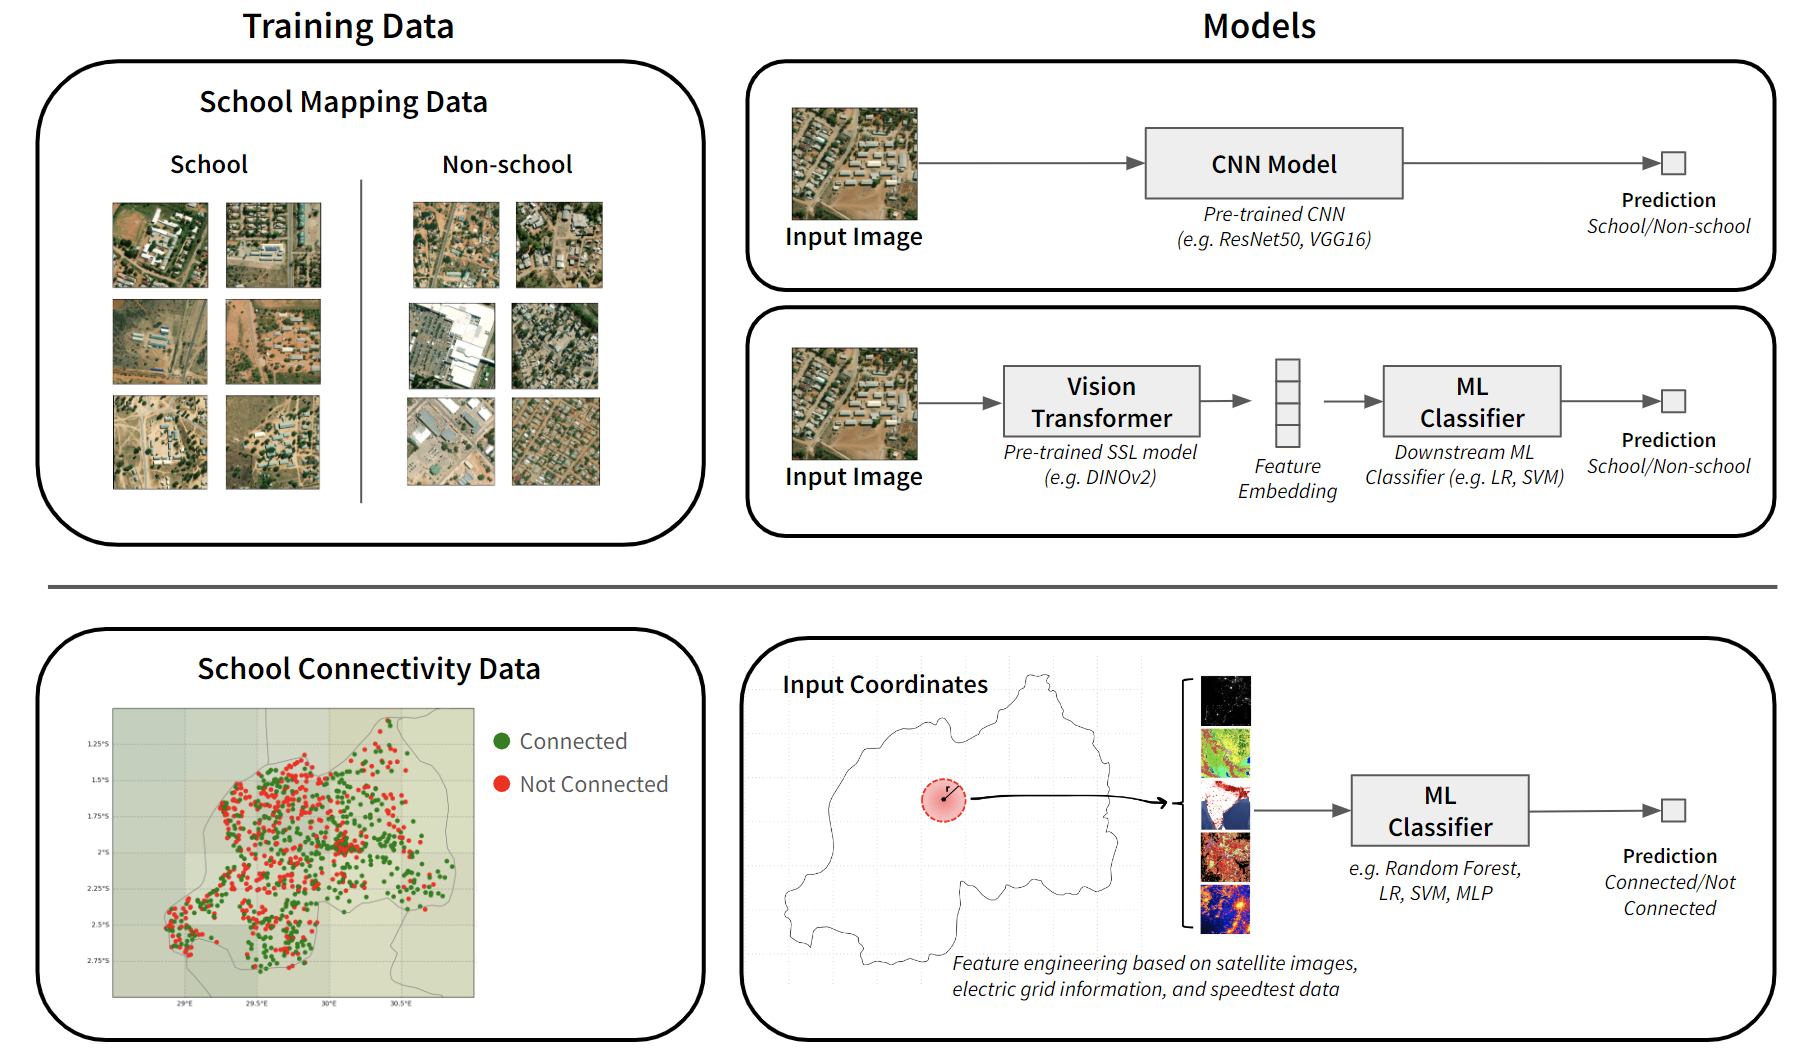 Training Data
School Mapping Data
School
Non-school
Models
Input Image
CNN Model
Pre-trained CNN
(e.g. ResNet50, VGG16)
Prediction
School/Non-school
Input Image
Vision
Transformer
Pre-trained SSL model
(e.g. DINOv2)
Feature
Embedding
ML
Classifier
Downstream ML
Classifier (e.g. LR, SVM)
Prediction
School/Non-school
School Connectivity Data
1.25°S
1.5°S
1.75°S
2°S
2.25°S
2.5°S
2.75°S
29°E
29.5°E
30°E
30.5°E
Connected
Not Connected
Input Coordinates
r
Feature engineering based on satellite images,
electric grid information, and speedtest data
ML
Classifier
e.g. Random Forest,
LR, SVM, MLP
Prediction
Connected/Not
Connected